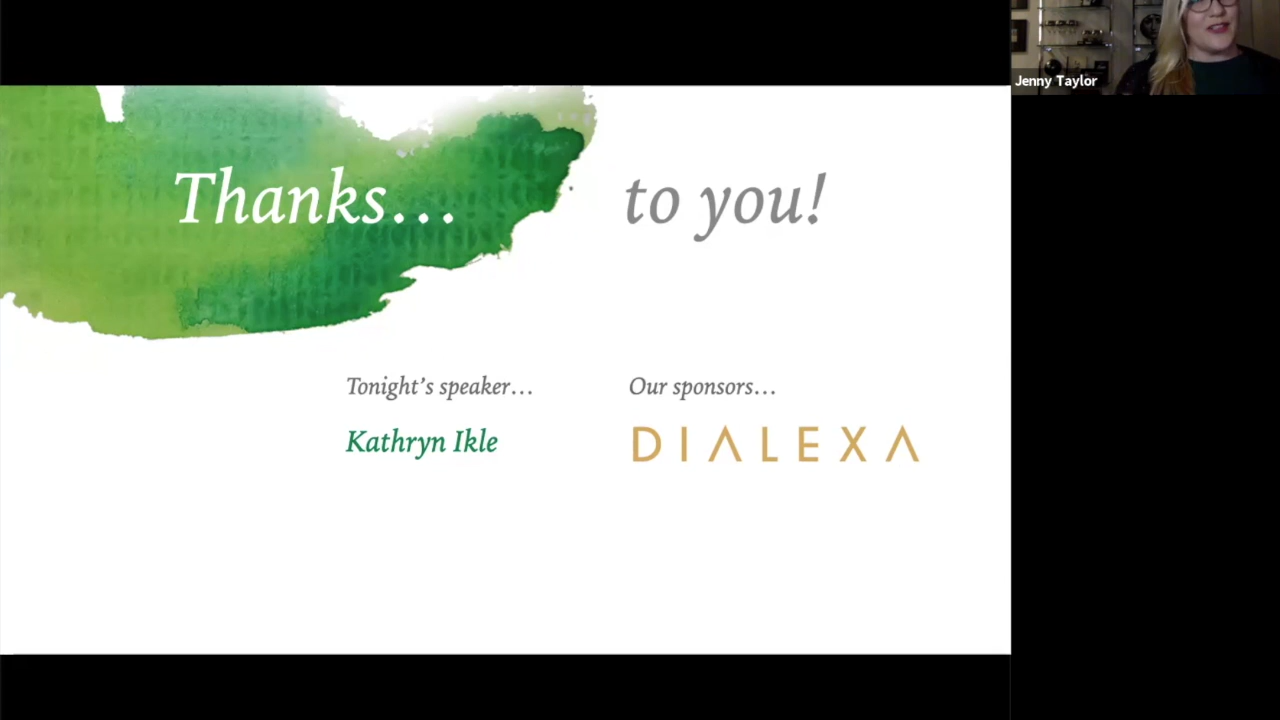 Jenny Taylor
Thanks… to you!
Tonight’s speaker…
Kathryn Ikle
Our sponsors…
DIALEXA